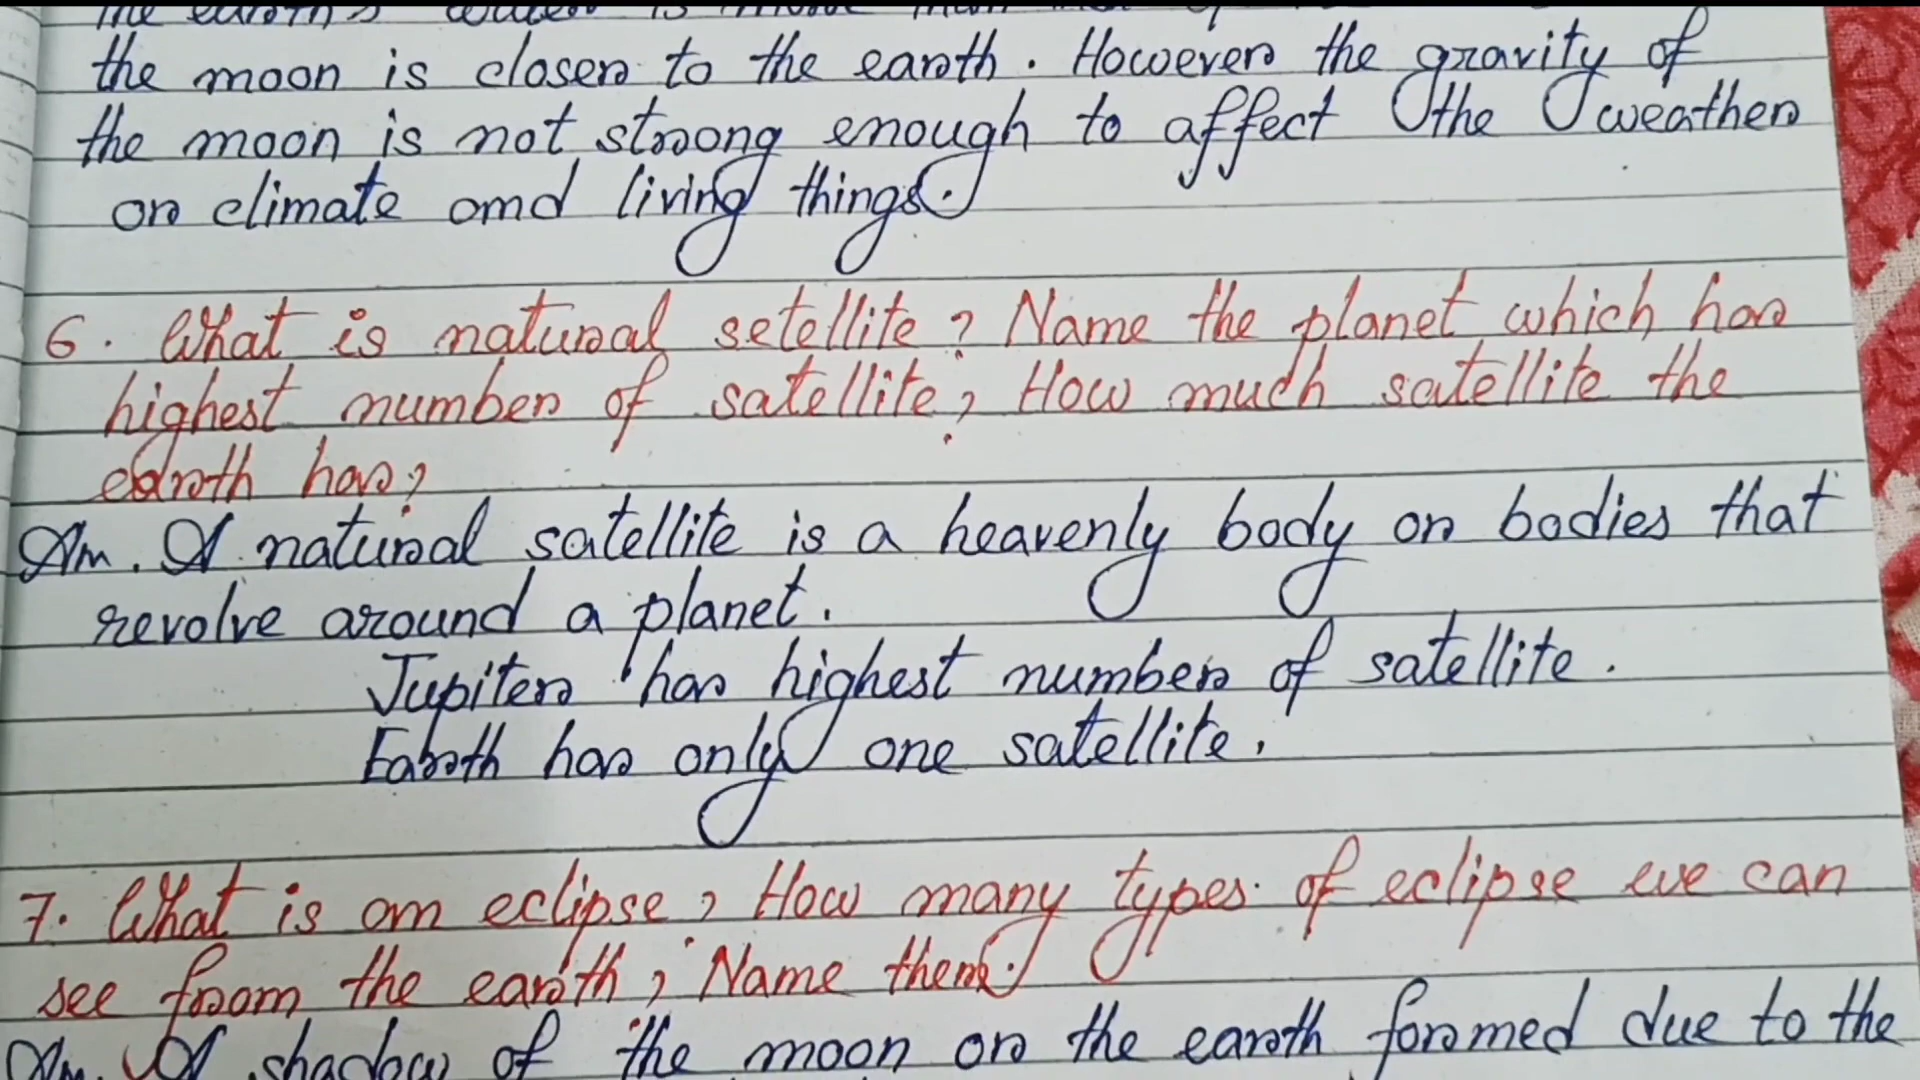 the moon is closer to the earth. However the gravity of
the moon is not strong enough to affect the weather
or climate and living things.
6. What is natural setellite? Name the planet which has
highest number of satellite? How much satellite the
earth has?
Ans. A natural satellite is a heavenly body or bodies that
revolve around a planet.
Jupiter has highest number of satellite.
Earth has only one satellite.
7. What is an eclipse? How many types of eclipse we can
see from the earth? Name them.
Ans. A shadow of the moon or the earth formed due to the